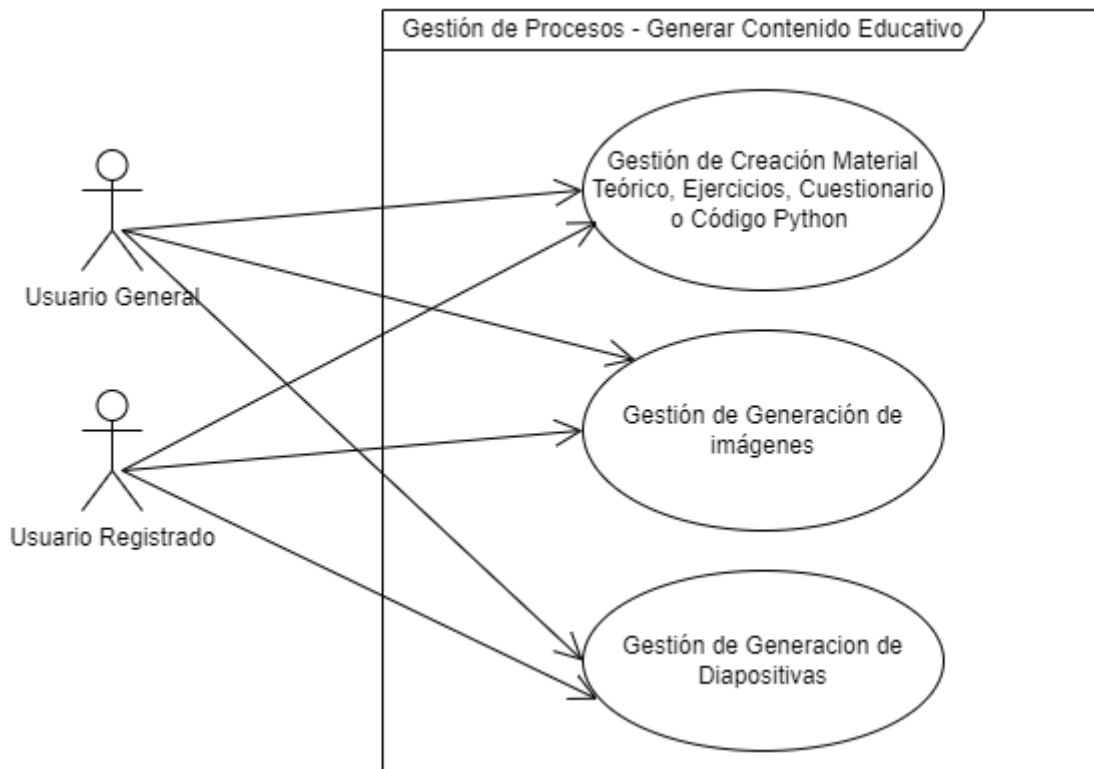 Gestión de Procesos - Generar Contenido Educativo
Gestión de Creación Material
Teórico, Ejercicios, Cuestionario
o Código Python
Usuario General
Gestión de Generación de
imágenes
Usuario Registrado
Gestión de Generacion de
Diapositivas